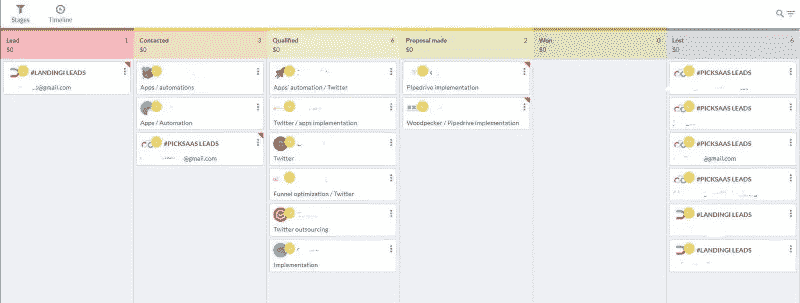 Stages
Timeline
Lead 1
$0
#LANDINGI LEADS
@gmail.com
Contacted 3
$0
Apps / automations
Apps / Automation
#PICKSAAS LEADS
@gmail.com
Qualified 6
$0
Apps/ automation / Twitter
Twitter / apps implementation
Twitter
Funnel optimization / Twitter
Twitter outsourcing
Implementation
Proposal made 2
$0
Pipedrive implementation
Woodpecker / Pipedrive implementation
Won 0
$0
Lost 6
$0
#PICKSAAS LEADS
#PICKSAAS LEADS
#PICKSAAS LEADS
@gmail.com
#PICKSAAS LEADS
#LANDINGI LEADS
#LANDINGI LEADS